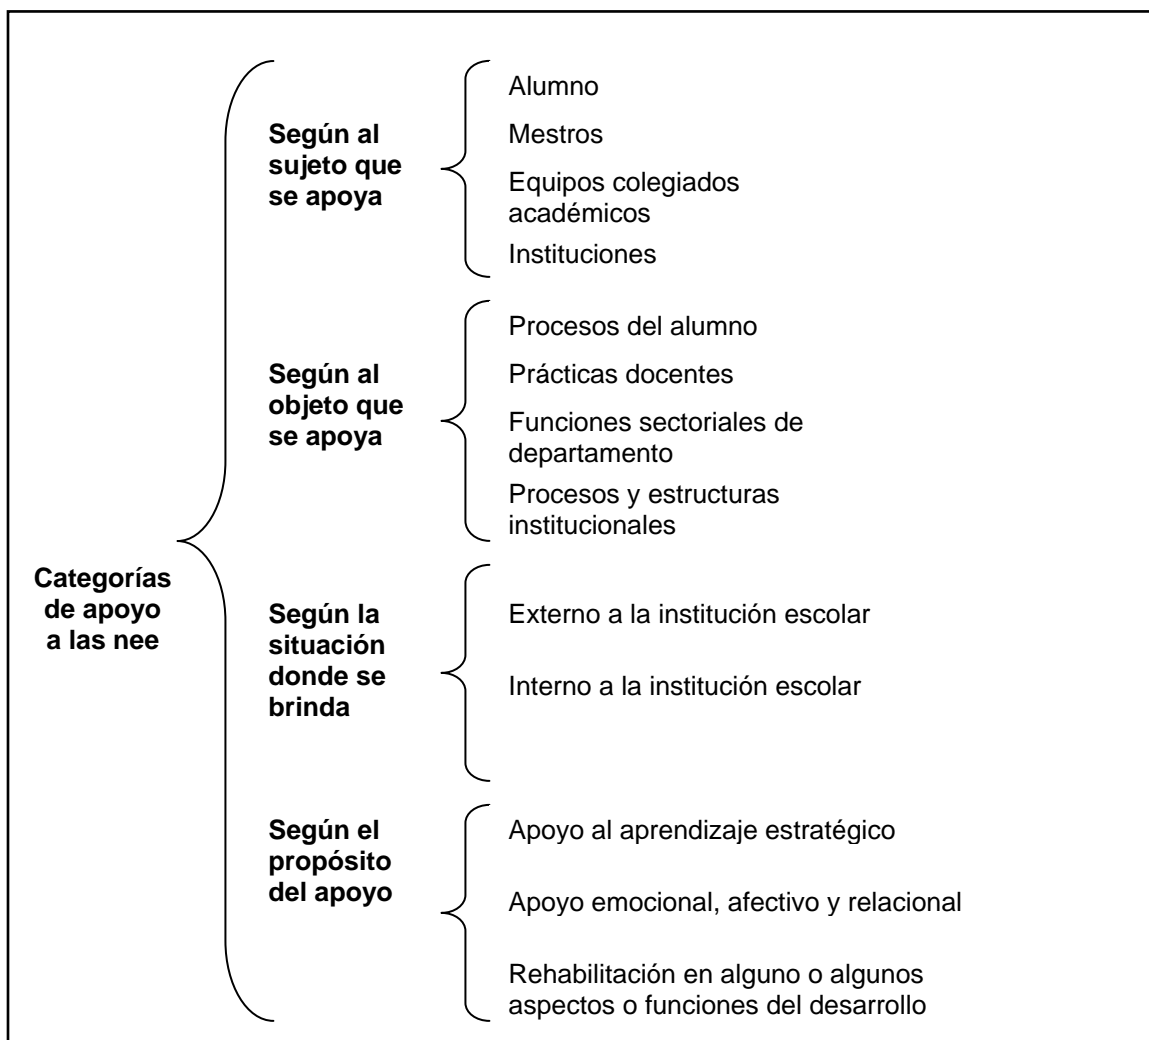 Categorías
de apoyo
a las nee
Según al
sujeto que
se apoya
Alumno
Mestros
Equipos colegiados
académicos
Instituciones
Según al
objeto que
se apoya
Procesos del alumno
Prácticas docentes
Funciones sectoriales de
departamento
Procesos y estructuras
institucionales
Según la
situación
donde se
brinda
Externo a la institución escolar
Interno a la institución escolar
Según el
propósito
del apoyo
Apoyo al aprendizaje estratégico
Apoyo emocional, afectivo y relacional
Rehabilitación en alguno o algunos
aspectos o funciones del desarrollo